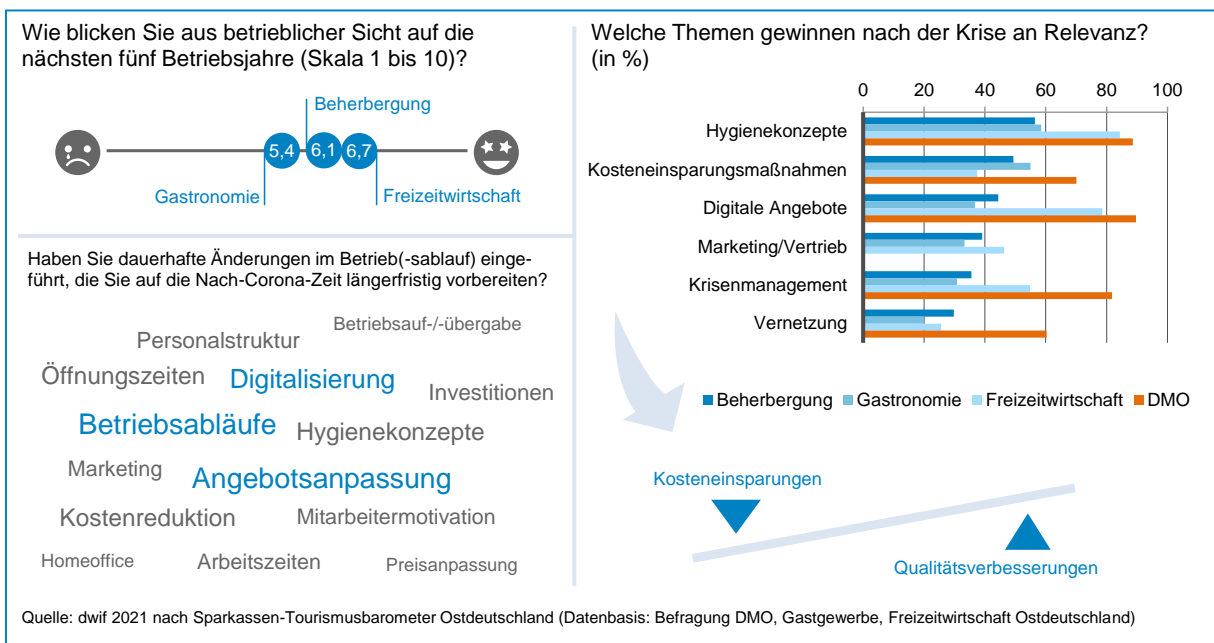 Wie blicken Sie aus betrieblicher Sicht auf die
nächsten fünf Betriebsjahre (Skala 1 bis 10)?
Beherbergung
5,4
6,1
6,7
Gastronomie
Freizeitwirtschaft
Haben Sie dauerhafte Änderungen im Betrieb(-sablauf) einge-
führt, die Sie auf die Nach-Corona-Zeit längerfristig vorbereiten?
Betriebsauf-/-übergabe
Personalstruktur
Öffnungszeiten
Digitalisierung
Investitionen
Betriebsabläufe
Hygienekonzepte
Marketing
Angebotsanpassung
Kostenreduktion
Mitarbeitermotivation
Homeoffice
Arbeitszeiten
Preisanpassung
Welche Themen gewinnen nach der Krise an Relevanz?
(in %)
0 20 40 60 80 100
Hygienekonzepte
Kosteneinsparungsmaßnahmen
Digitale Angebote
Marketing/Vertrieb
Krisenmanagement
Vernetzung
Beherbergung Gastronomie Freizeitwirtschaft DMO
Kosteneinsparungen
Qualitätsverbesserungen
Quelle: dwif 2021 nach Sparkassen-Tourismusbarometer Ostdeutschland (Datenbasis: Befragung DMO, Gastgewerbe, Freizeitwirtschaft Ostdeutschland)